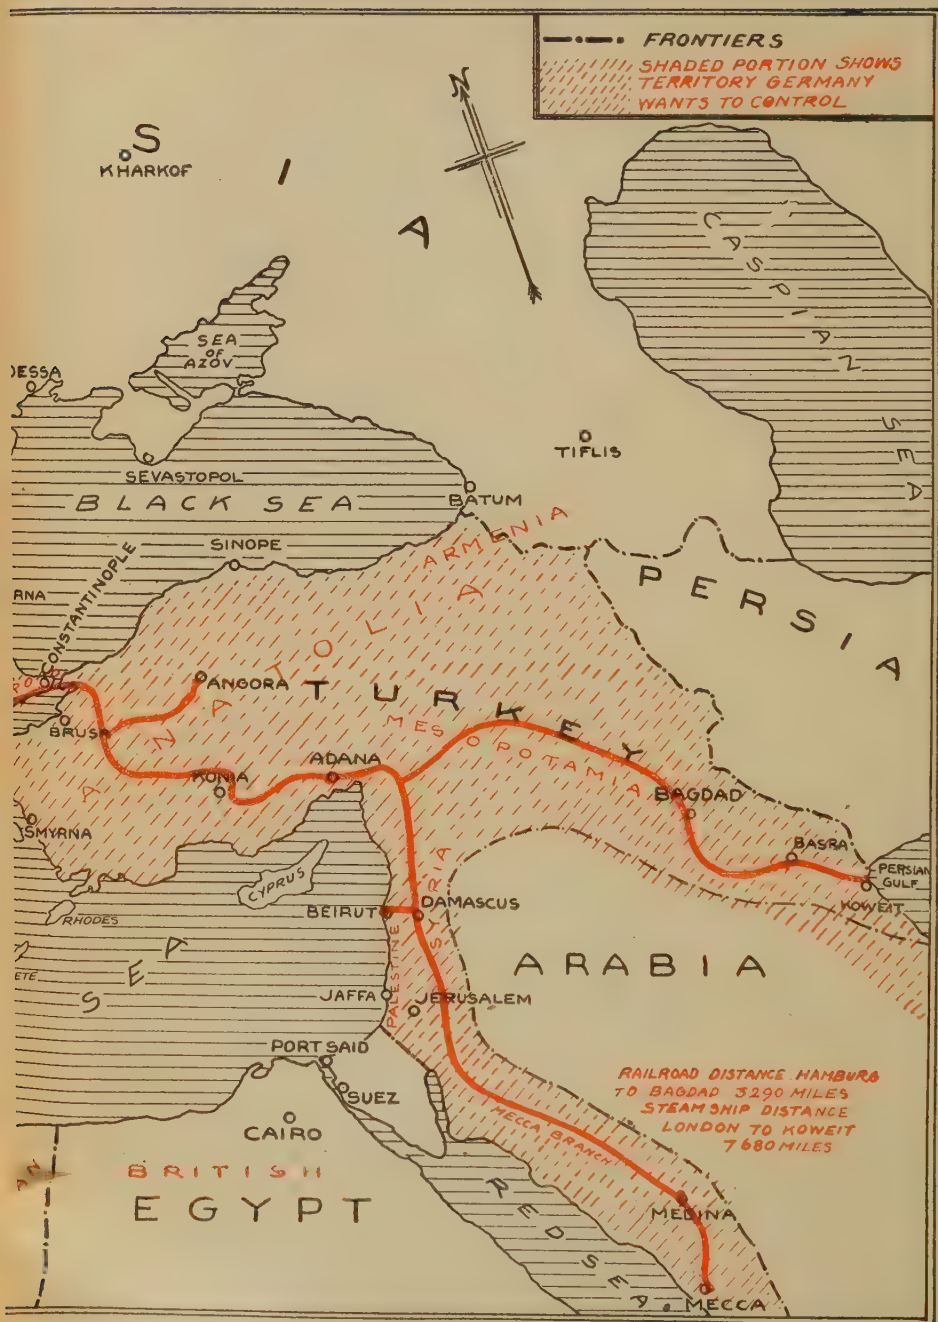 FRONTIERS
SHADED PORTION SHOWS
TERRITORY GERMANY
WANTS TO CONTROL
N
S I A
KHARKOF
CASPIAN SEA
SEA
OF
AZOV
DESSA
SEVASTOPOL
TIFLIS
BLACK SEA
BATUM
SINOPE
ARMENIA
CONSTANTINOPLE
RNA
PERSIA
ANATOLIA
ANGORA
TURKEY
BRUSA
MESOPOTAMIA
ADANA
KONIA
BAGDAD
SMYRNA
BASRA
PERSIAN
GULF
KOWEIT
CYPRUS
RHODES
SYRIA
BEIRUT
DAMASCUS
SEA
ETE
PALESTINE
ARABIA
JAFFA
JERUSALEM
PORT SAID
SUEZ
CAIRO
RAILROAD DISTANCE HAMBURG
TO BAGDAD 3290 MILES
STEAMSHIP DISTANCE
LONDON TO KOWEIT
7680 MILES
MECCA BRANCH
BRITISH
EGYPT
RED SEA
MEDINA
MECCA